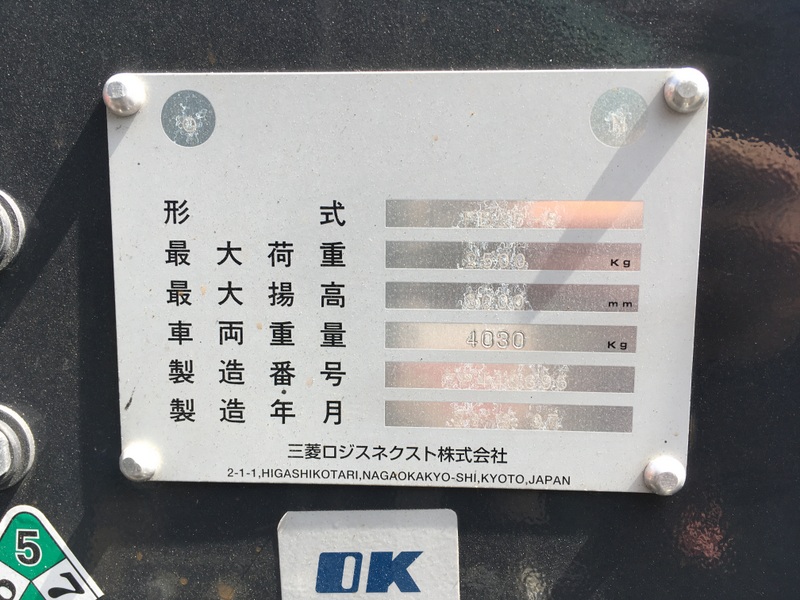 形式
最大荷重 Kg
最大揚高 mm
車両重量 4030 Kg
製造番号
製造年月
三菱ロジスネクスト株式会社
2-1-1,HIGASHIKOTARI,NAGAOKAKYO-SHI,KYOTO,JAPAN
5
7
OK